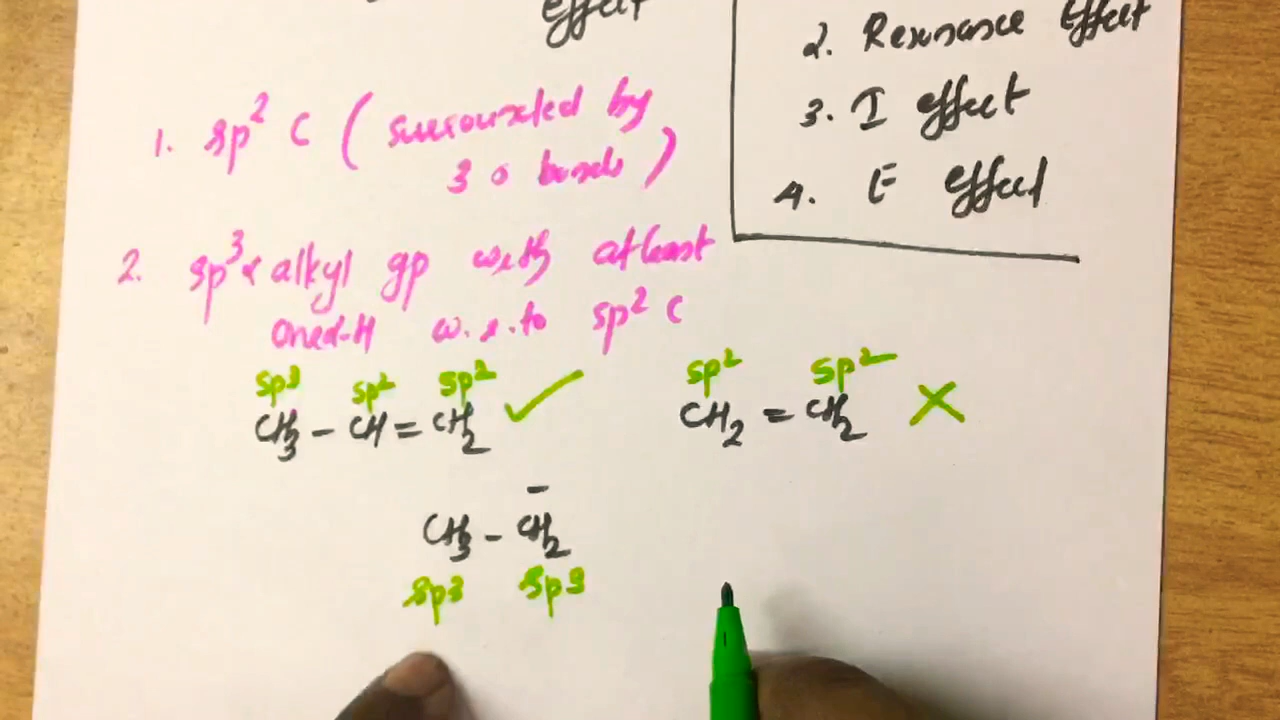 effect
2. Resonance Effect
3. I effect
4. E effect
1. sp² C ( surrounded by
3 σ bonds )
2. sp³ α alkyl gp with atleast
one α-H w.r.to sp² C
sp³ sp² sp²
CH₃ - CH = CH₂ ✓
sp² sp²
CH₂ = CH₂ ✗
CH₃ - C̄H₂
sp3 sp3